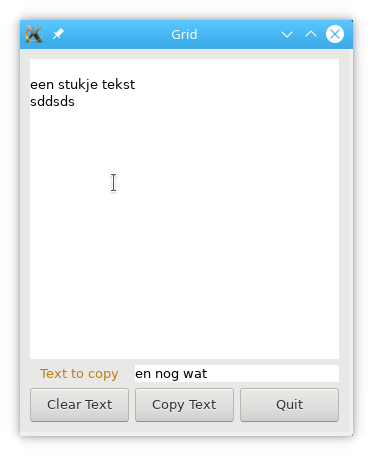 Grid
een stukje tekst
sddsds
Text to copy en nog wat
Clear Text Copy Text Quit